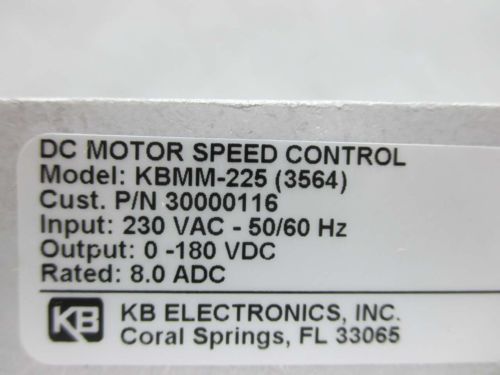 DC MOTOR SPEED CONTROL
Model: KBMM-225 (3564)
Cust. P/N 30000116
Input: 230 VAC - 50/60 Hz
Output: 0 -180 VDC
Rated: 8.0 ADC
KB KB ELECTRONICS, INC.
Coral Springs, FL 33065